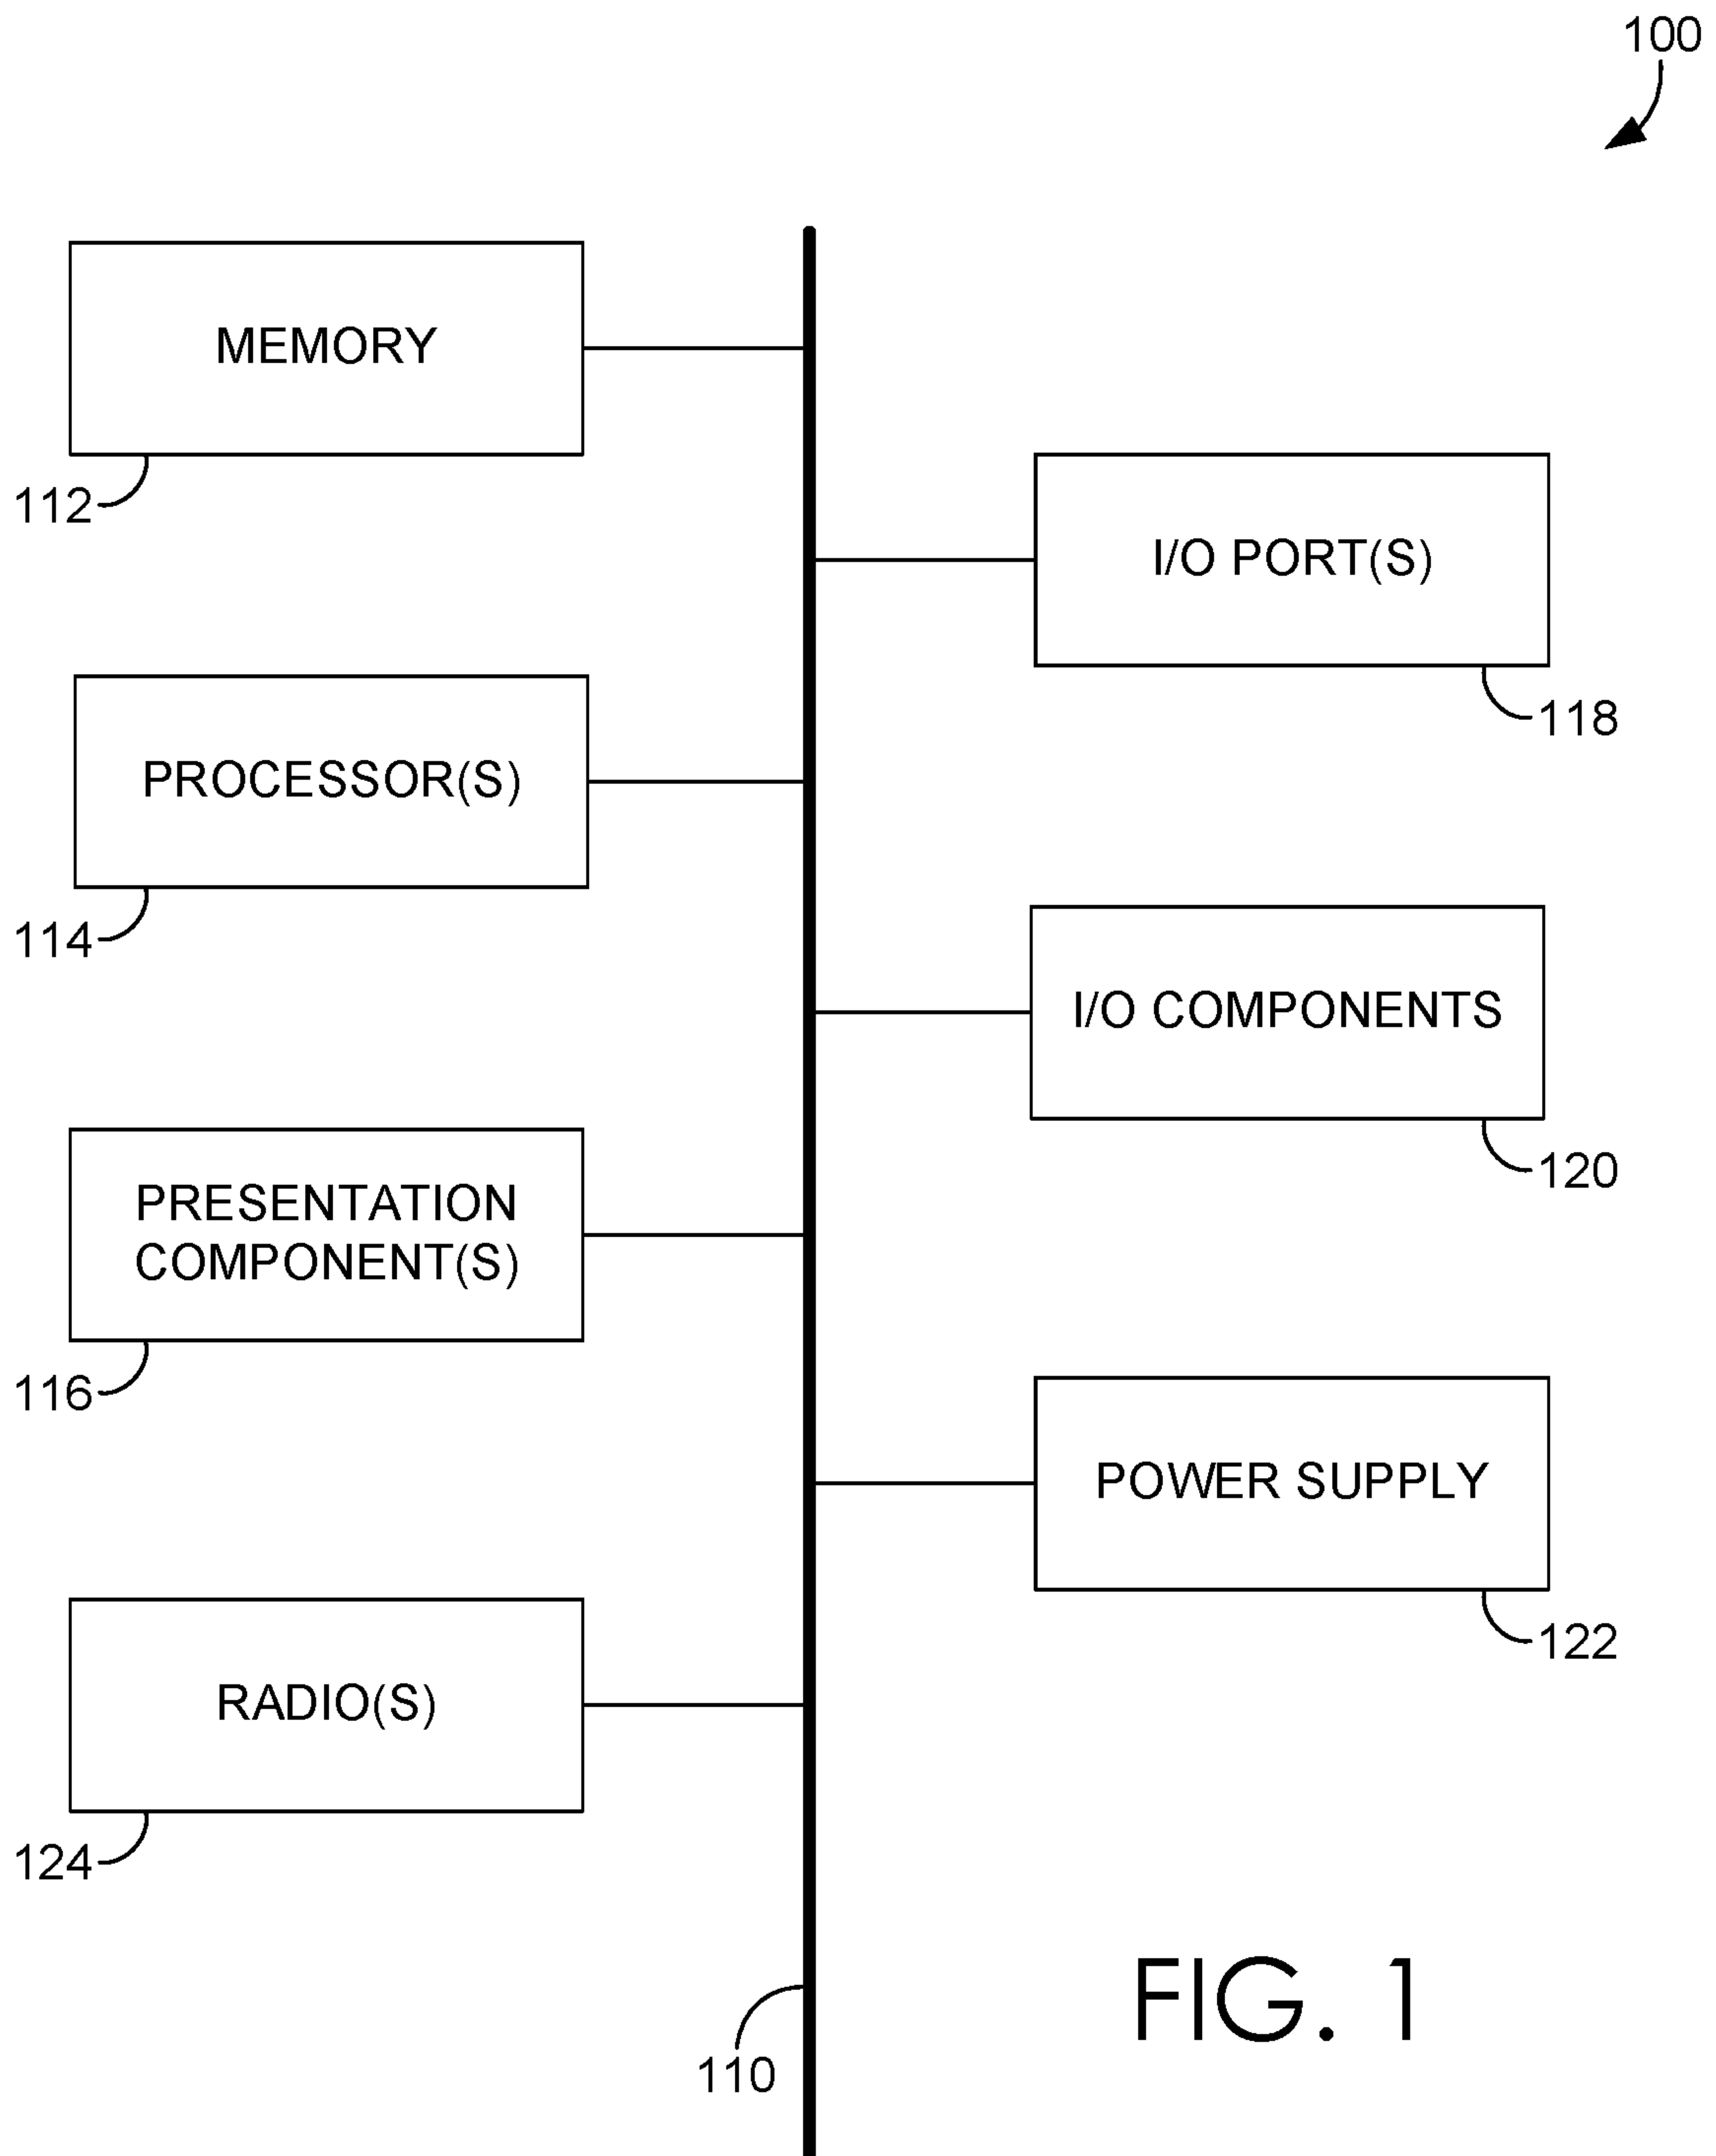 100
MEMORY
112
I/O PORT(S)
118
PROCESSOR(S)
114
I/O COMPONENTS
120
PRESENTATION
COMPONENT(S)
116
POWER SUPPLY
122
RADIO(S)
124
110
FIG. 1